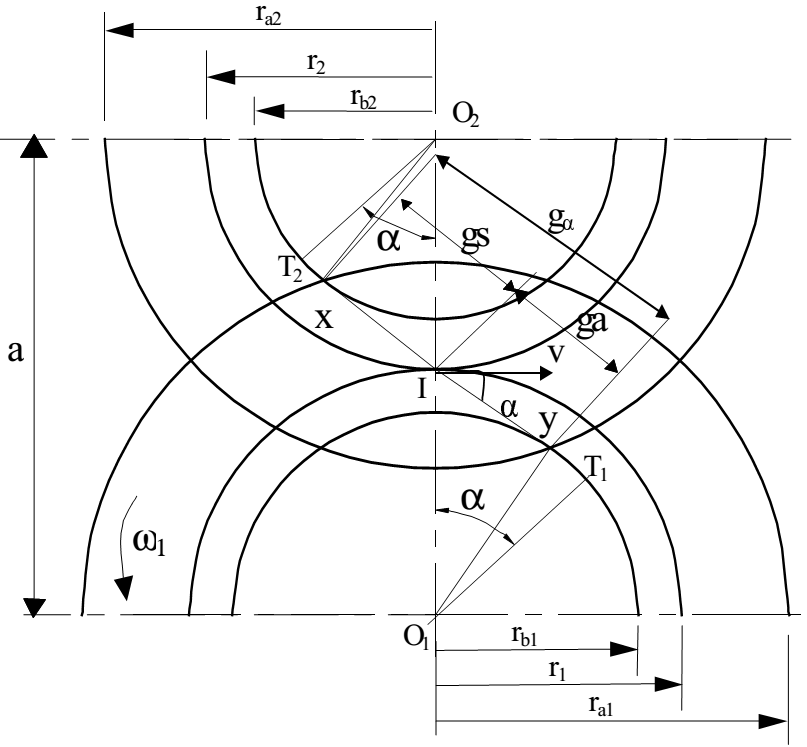 ra2
r2
rb2
O2
gα
α
gs
T2
x
ga
a
v
I
α
y
T1
α
ω1
O1
rb1
r1
ra1